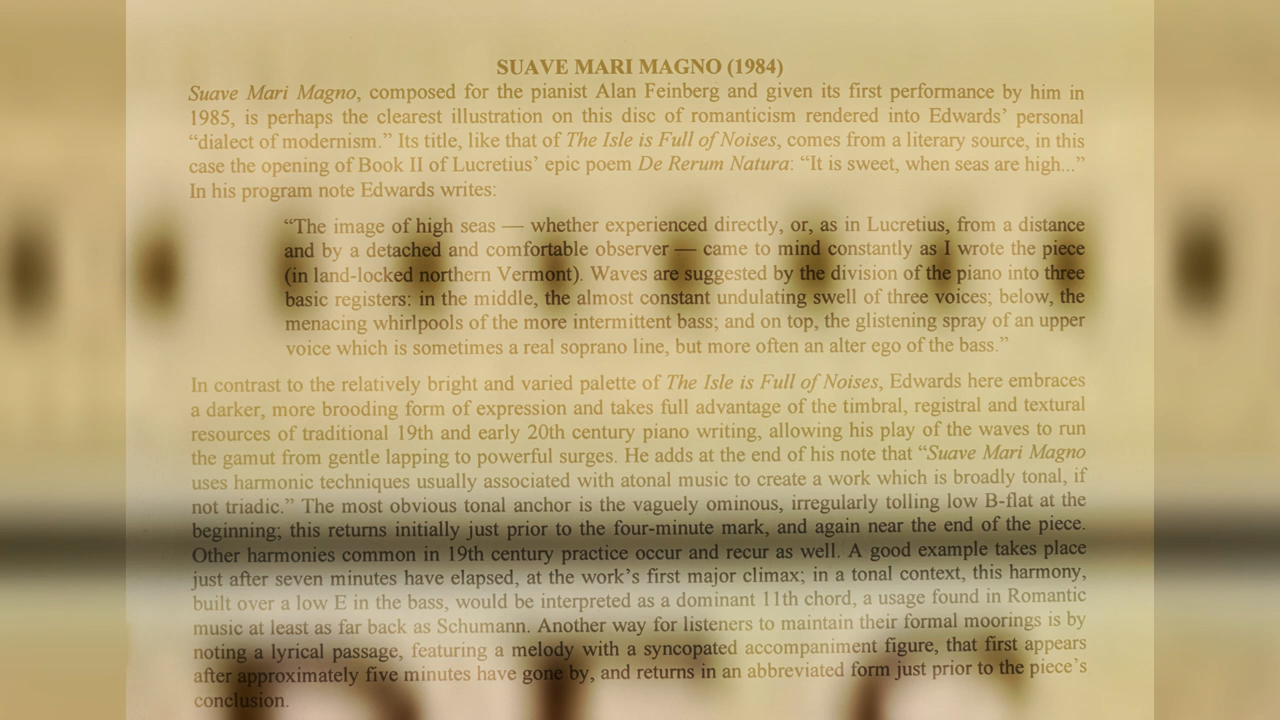 SUAVE MARI MAGNO (1984)
Suave Mari Magno, composed for the pianist Alan Feinberg and given its first performance by him in
1985, is perhaps the clearest illustration on this disc of romanticism rendered into Edwards' personal
“dialect of modernism.” Its title, like that of The Isle is Full of Noises, comes from a literary source, in this
case the opening of Book II of Lucretius' epic poem De Rerum Natura: “It is sweet, when seas are high...”
In his program note Edwards writes:
“The image of high seas — whether experienced directly, or, as in Lucretius, from a distance
and by a detached and comfortable observer — came to mind constantly as I wrote the piece
(in land-locked northern Vermont). Waves are suggested by the division of the piano into three
basic registers: in the middle, the almost constant undulating swell of three voices; below, the
menacing whirlpools of the more intermittent bass; and on top, the glistening spray of an upper
voice which is sometimes a real soprano line, but more often an alter ego of the bass.”
In contrast to the relatively bright and varied palette of The Isle is Full of Noises, Edwards here embraces
a darker, more brooding form of expression and takes full advantage of the timbral, registral and textural
resources of traditional 19th and early 20th century piano writing, allowing his play of the waves to run
the gamut from gentle lapping to powerful surges. He adds at the end of his note that “Suave Mari Magno
uses harmonic techniques usually associated with atonal music to create a work which is broadly tonal, if
not triadic.” The most obvious tonal anchor is the vaguely ominous, irregularly tolling low B-flat at the
beginning; this returns initially just prior to the four-minute mark, and again near the end of the piece.
Other harmonies common in 19th century practice occur and recur as well. A good example takes place
just after seven minutes have elapsed, at the work's first major climax; in a tonal context, this harmony,
built over a low E in the bass, would be interpreted as a dominant 11th chord, a usage found in Romantic
music at least as far back as Schumann. Another way for listeners to maintain their formal moorings is by
noting a lyrical passage, featuring a melody with a syncopated accompaniment figure, that first appears
after approximately five minutes have gone by, and returns in an abbreviated form just prior to the piece's
conclusion.